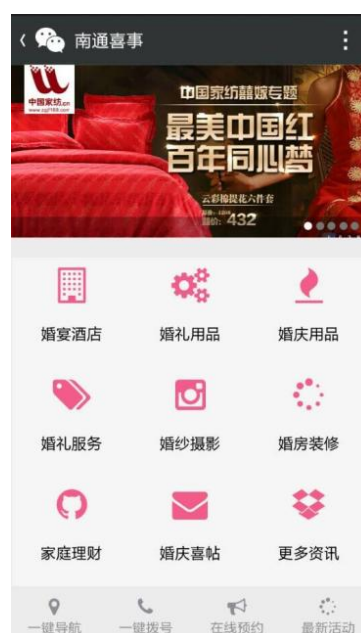 南通喜事
中国家纺.cn
中国家纺囍嫁专题
最美中国红
百年同心梦
云彩棉提花六件套
432
婚宴酒店
婚礼用品
婚庆用品
婚礼服务
婚纱摄影
婚房装修
家庭理财
婚庆喜帖
更多资讯
一键导航
一键拨号
在线预约
最新活动